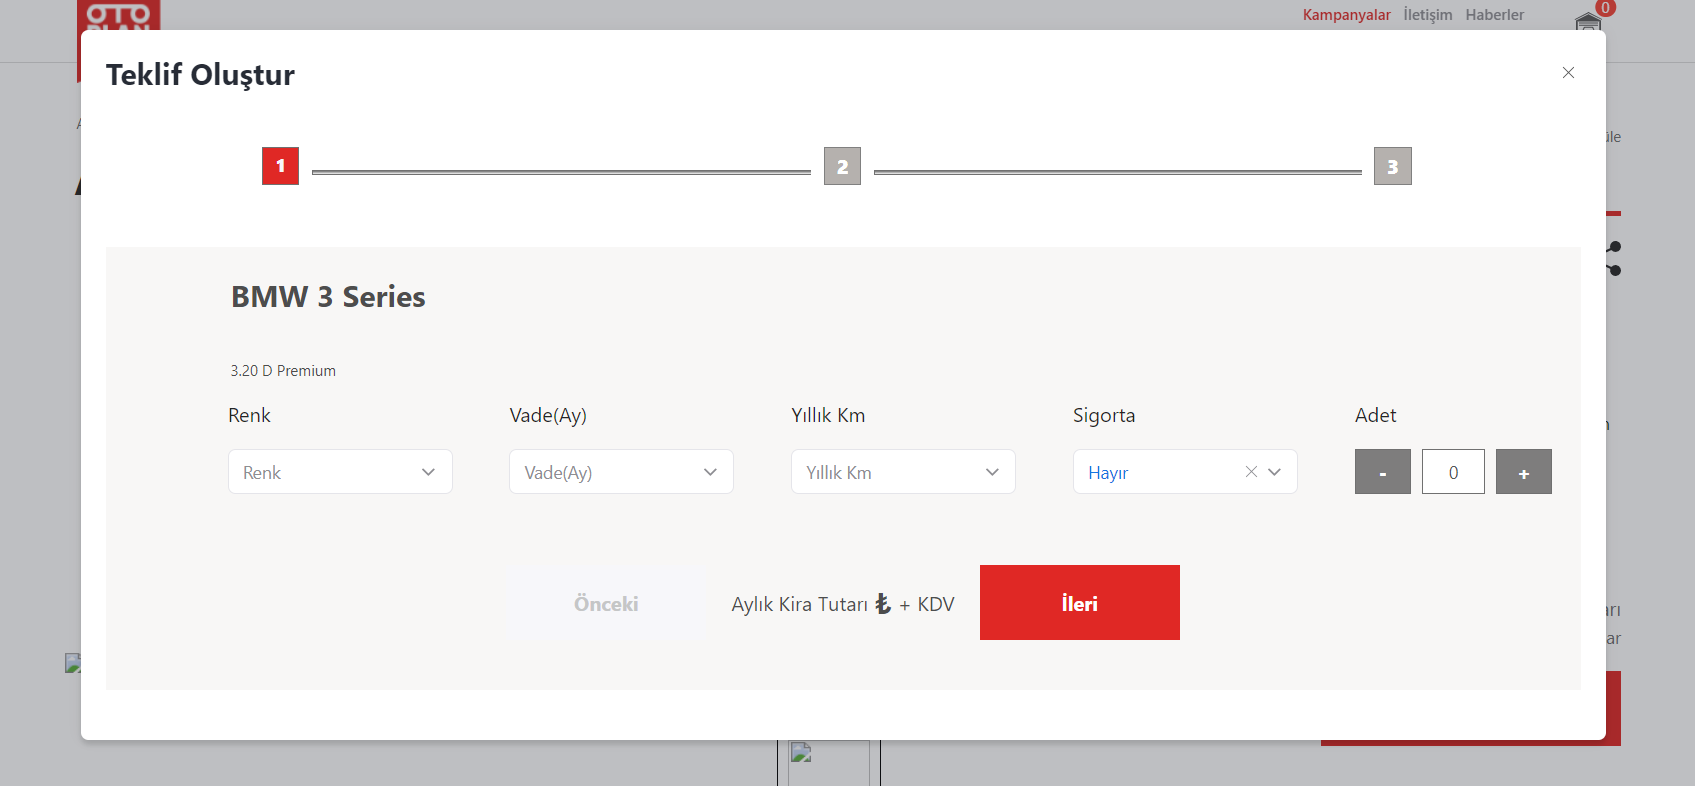 OTO
PLAN
Kampanyalar İletişim Haberler
0
Teklif Oluştur
1 2 3
BMW 3 Series
3.20 D Premium
Renk Vade(Ay) Yıllık Km Sigorta Adet
Renk Vade(Ay) Yıllık Km Hayır - 0 +
Önceki Aylık Kira Tutarı ₺ + KDV İleri